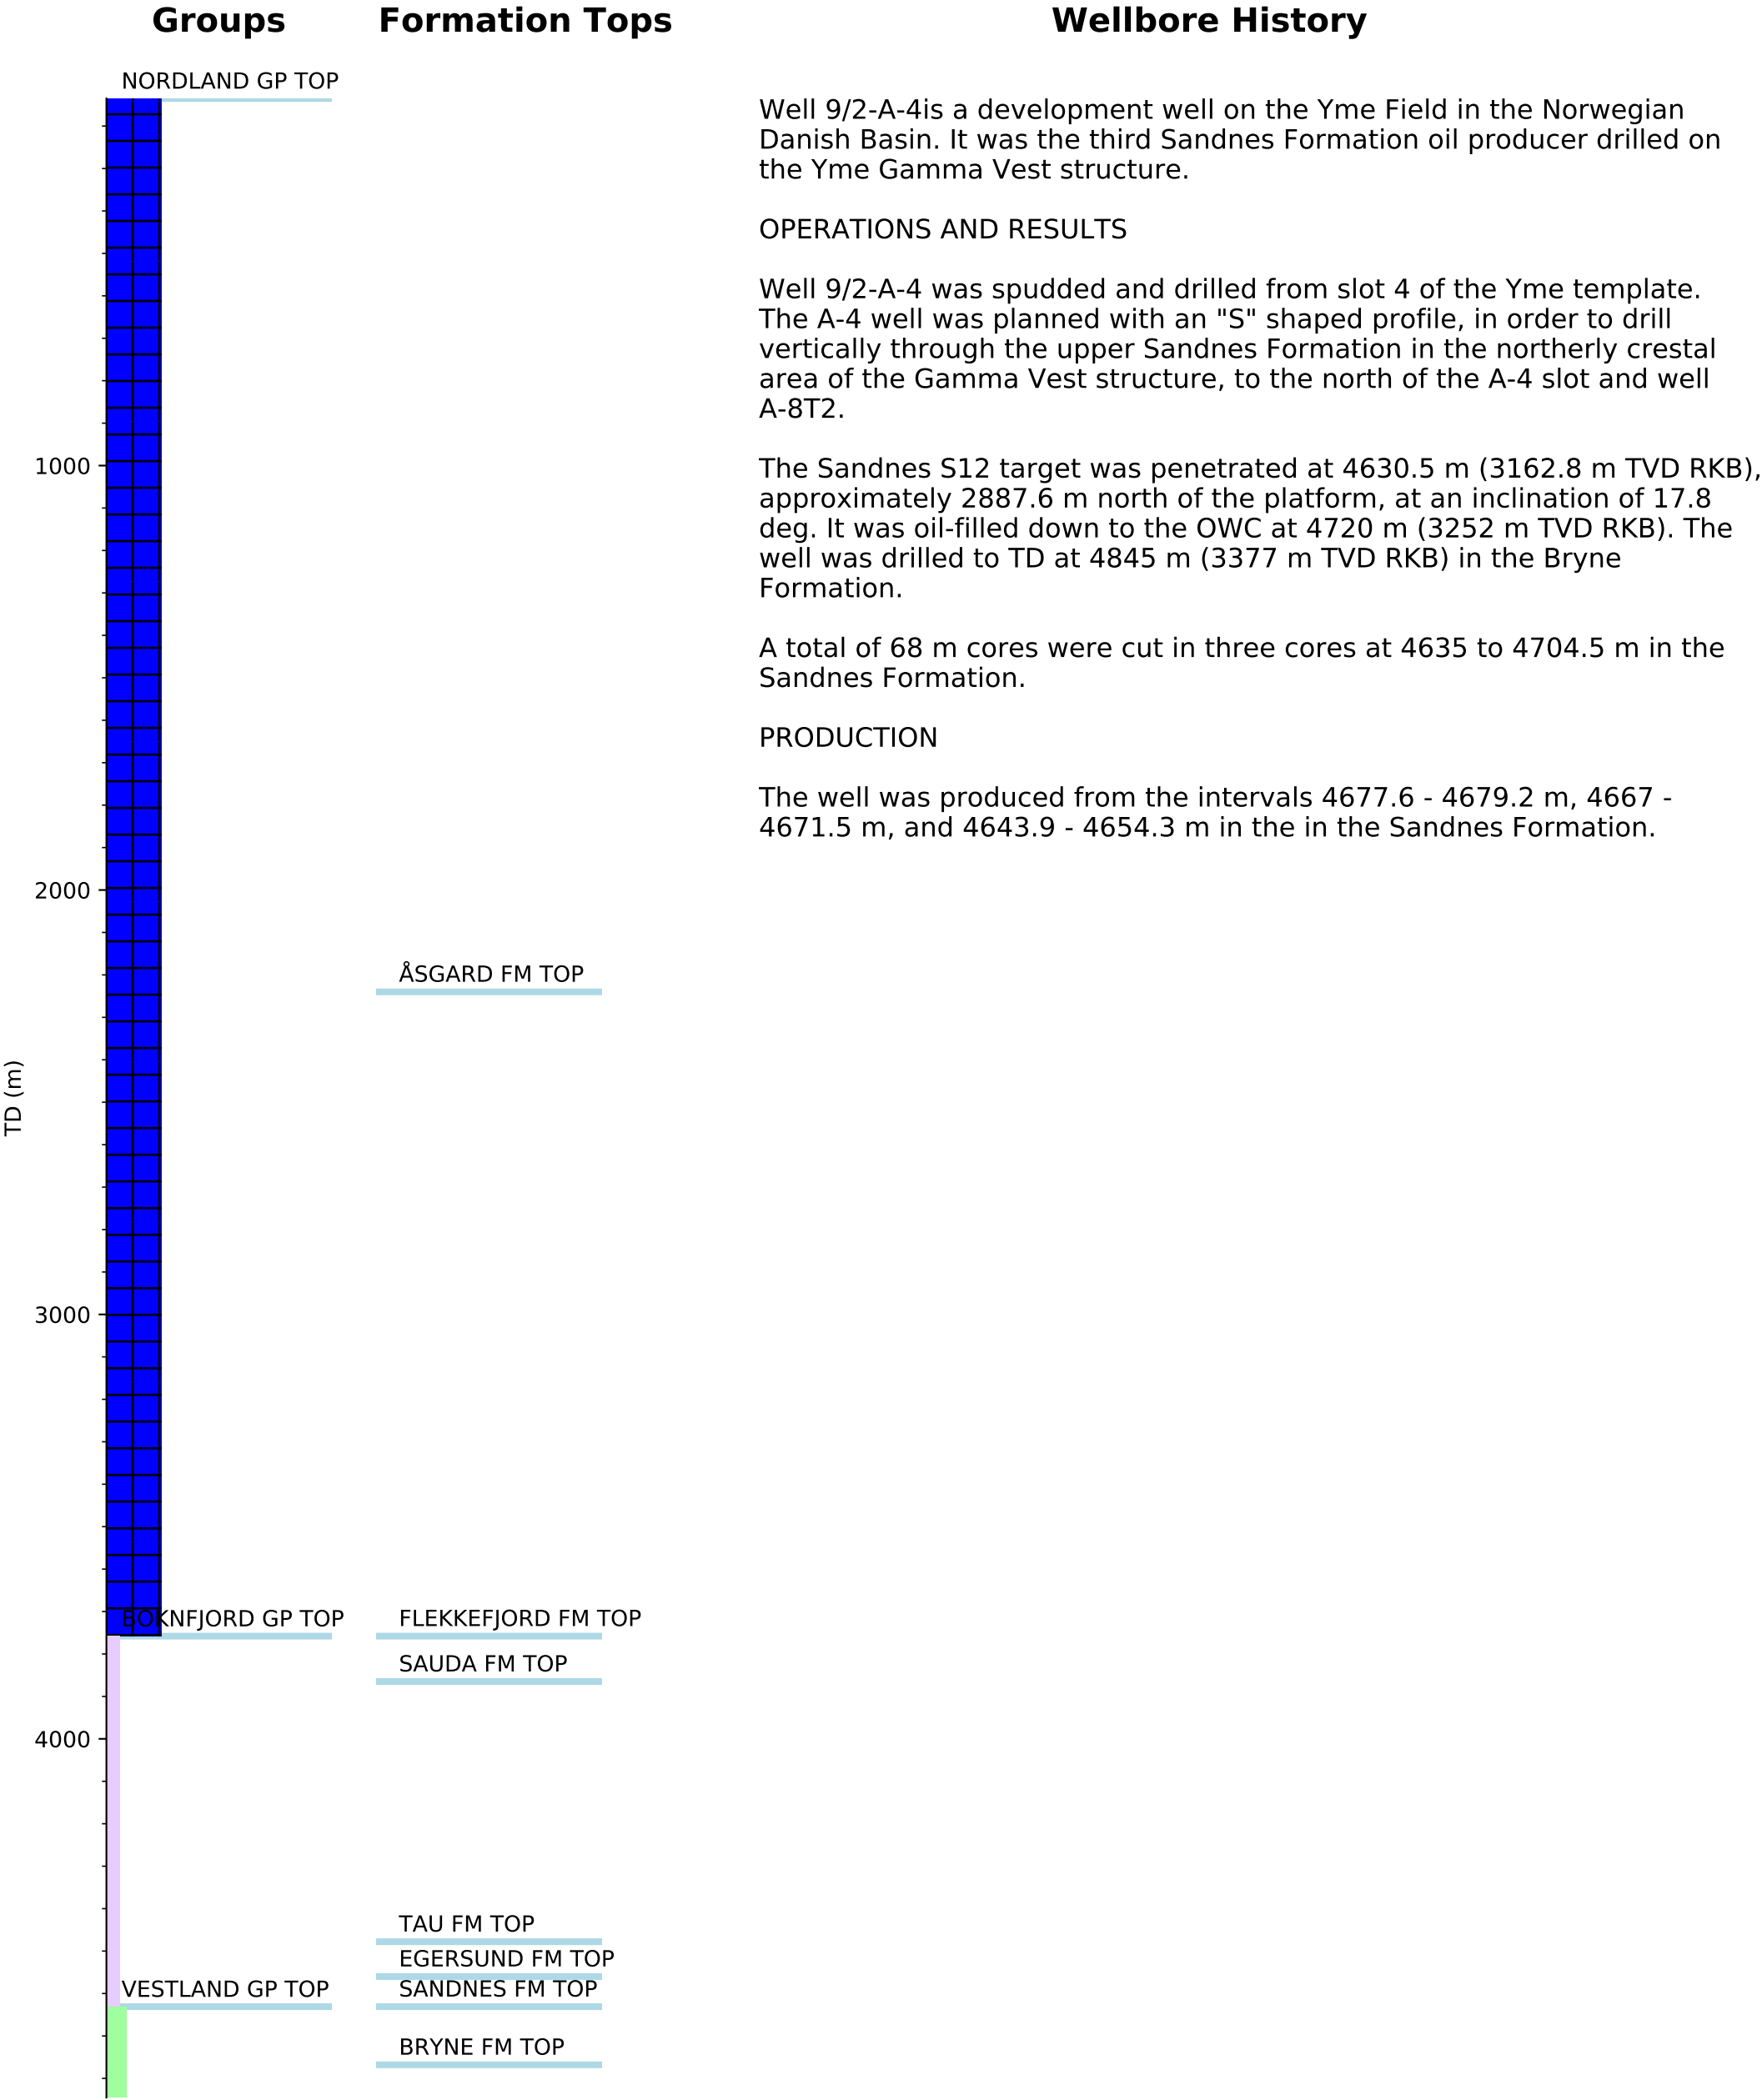 Groups
Formation Tops
Wellbore History
NORDLAND GP TOP
Well 9/2-A-4is a development well on the Yme Field in the Norwegian
Danish Basin. It was the third Sandnes Formation oil producer drilled on
the Yme Gamma Vest structure.
OPERATIONS AND RESULTS
Well 9/2-A-4 was spudded and drilled from slot 4 of the Yme template.
The A-4 well was planned with an "S" shaped profile, in order to drill
vertically through the upper Sandnes Formation in the northerly crestal
area of the Gamma Vest structure, to the north of the A-4 slot and well
A-8T2.
1000
The Sandnes S12 target was penetrated at 4630.5 m (3162.8 m TVD RKB),
approximately 2887.6 m north of the platform, at an inclination of 17.8
deg. It was oil-filled down to the OWC at 4720 m (3252 m TVD RKB). The
well was drilled to TD at 4845 m (3377 m TVD RKB) in the Bryne
Formation.
A total of 68 m cores were cut in three cores at 4635 to 4704.5 m in the
Sandnes Formation.
PRODUCTION
The well was produced from the intervals 4677.6 - 4679.2 m, 4667 -
4671.5 m, and 4643.9 - 4654.3 m in the in the Sandnes Formation.
2000
ÅSGARD FM TOP
TD (m)
3000
BOKNFJORD GP TOP
FLEKKEFJORD FM TOP
SAUDA FM TOP
4000
TAU FM TOP
EGERSUND FM TOP
VESTLAND GP TOP
SANDNES FM TOP
BRYNE FM TOP